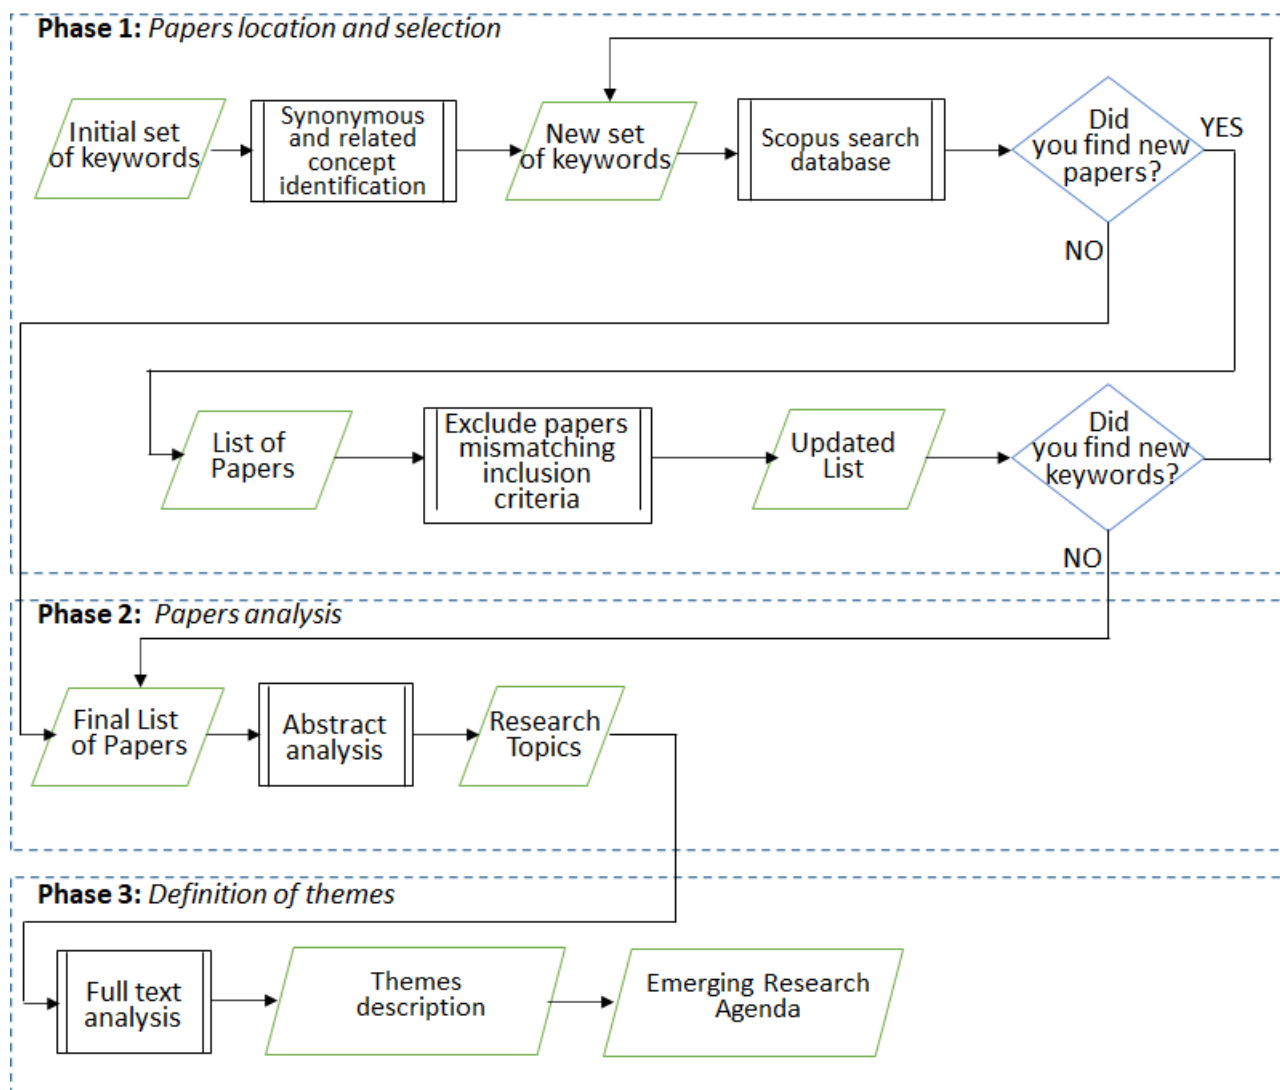 Phase 1: Papers location and selection
Initial set
of keywords
Synonymous
and related
concept
identification
New set
of keywords
Scopus search
database
Did
you find new
papers?
YES
NO
List of
Papers
Exclude papers
mismatching
inclusion
criteria
Updated
List
Did
you find new
keywords?
NO
Phase 2: Papers analysis
Final List
of Papers
Abstract
analysis
Research
Topics
Phase 3: Definition of themes
Full text
analysis
Themes
description
Emerging Research
Agenda